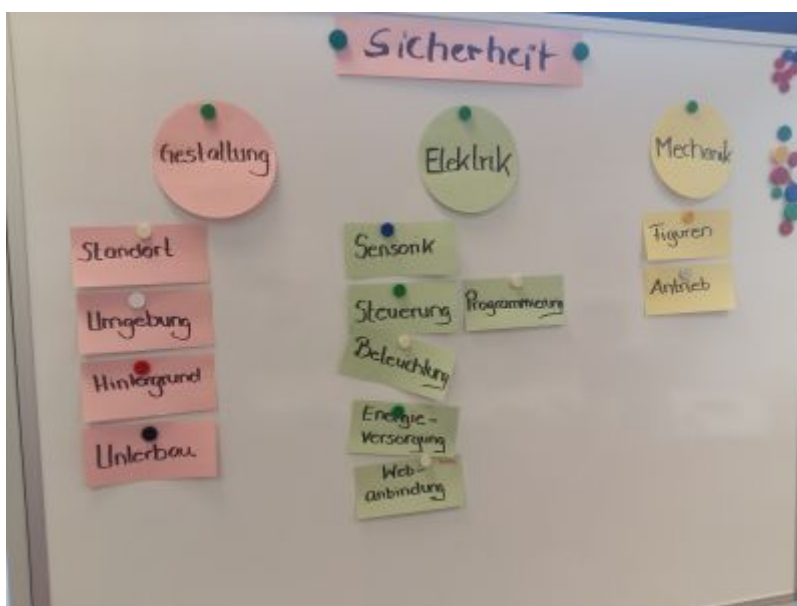 Sicherheit
Gestaltung
Standort
Umgebung
Hintergrund
Unterbau
Elektrik
Sensorik
Steuerung
Programmierung
Beleuchtung
Energie-
versorgung
Web-
anbindung
Mechanik
Figuren
Antrieb